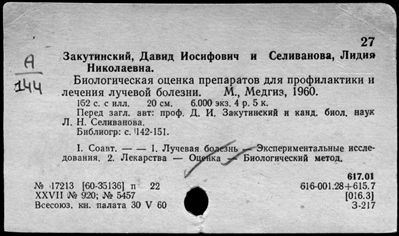 27
А
144
Закутинский, Давид Иосифович и Селиванова, Лидия
Николаевна.
Биологическая оценка препаратов для профилактики и
лечения лучевой болезни. М., Медгиз, 1960.
152 с. с илл. 20 см. 6.000 экз. 4 р. 5 к.
Перед загл. авт: проф. Д. И. Закутинский и канд. биол. наук
Л. Н. Селиванова.
Библиогр: с. 142-151.
1. Соавт. — — 1. Лучевая болезнь — Экспериментальные иссле-
дования. 2. Лекарства — Оценка — Биологический метод.
617.01
№ 17213 [60-35136] п 22 616-001.28+615.7
XXVII № 920; № 5457 [016.3]
Всесоюз. кн. палата 30 V 60 З-217